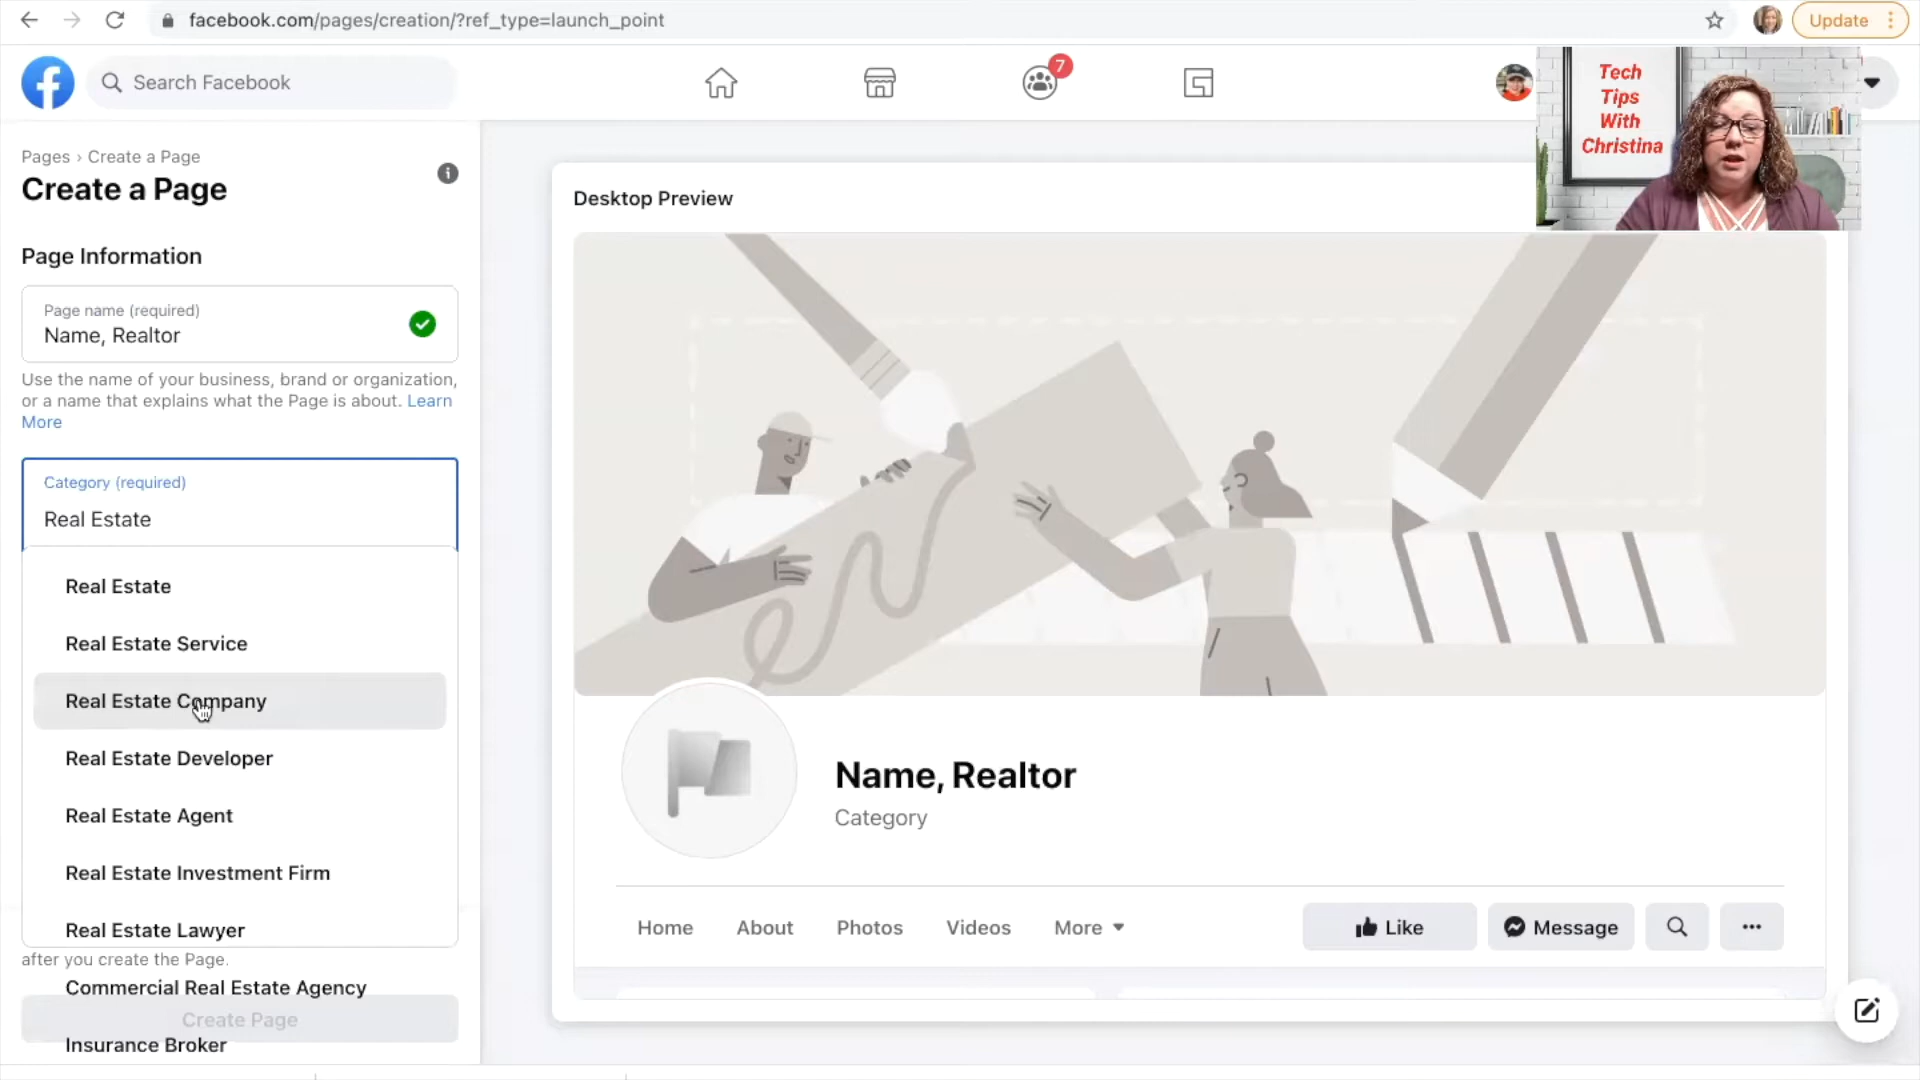 facebook.com/pages/creation/?ref_type=launch_point
Update
Search Facebook
7
Tech
Tips
With
Christina
Pages › Create a Page
Create a Page
Page Information
Page name (required)
Name, Realtor
Use the name of your business, brand or organization,
or a name that explains what the Page is about. Learn
More
Category (required)
Real Estate
Real Estate
Real Estate Service
Real Estate Company
Real Estate Developer
Real Estate Agent
Real Estate Investment Firm
Real Estate Lawyer
after you create the Page.
Commercial Real Estate Agency
Create Page
Insurance Broker
Desktop Preview
Name, Realtor
Category
Home
About
Photos
Videos
More
Like
Message